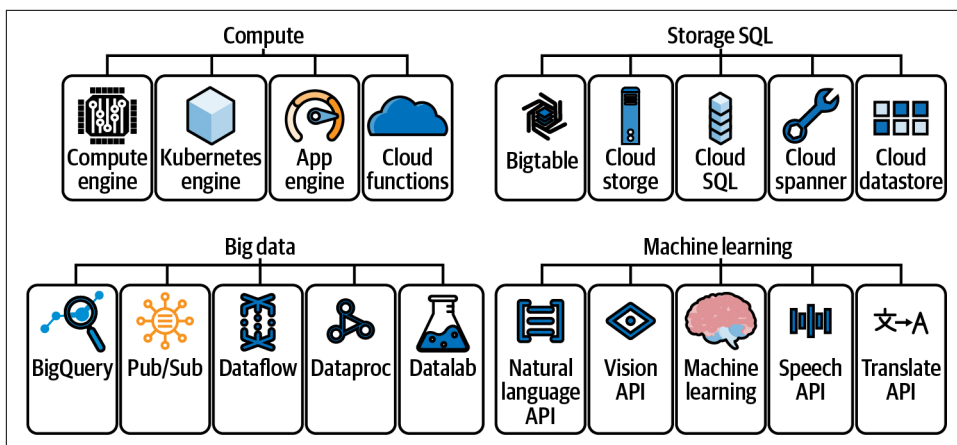 Compute
Compute
engine
Kubernetes
engine
App
engine
Cloud
functions
Storage SQL
Bigtable
Cloud
storge
Cloud
SQL
Cloud
spanner
Cloud
datastore
Big data
BigQuery
Pub/Sub
Dataflow
Dataproc
Datalab
Machine learning
Natural
language
API
Vision
API
Machine
learning
Speech
API
文→A
Translate
API